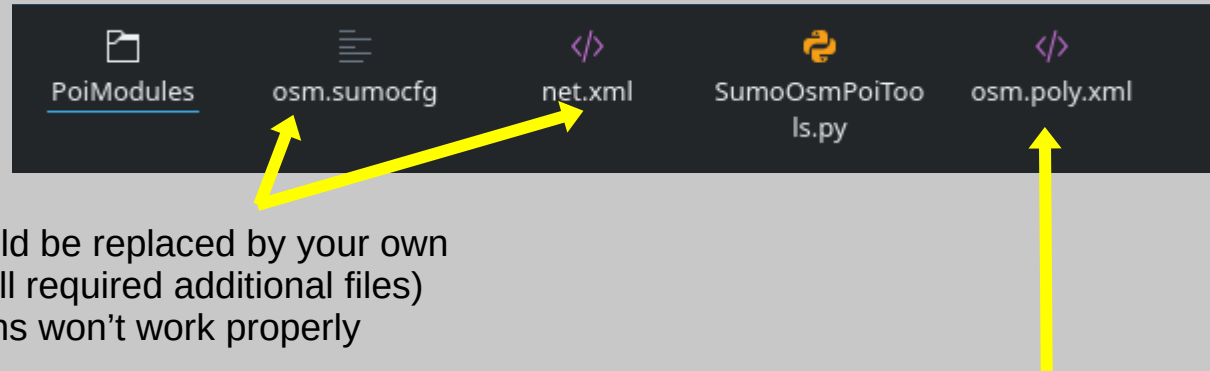 PoiModules osm.sumocfg net.xml SumoOsmPoiToo osm.poly.xml
ls.py
ld be replaced by your own
ll required additional files)
ns won’t work properly